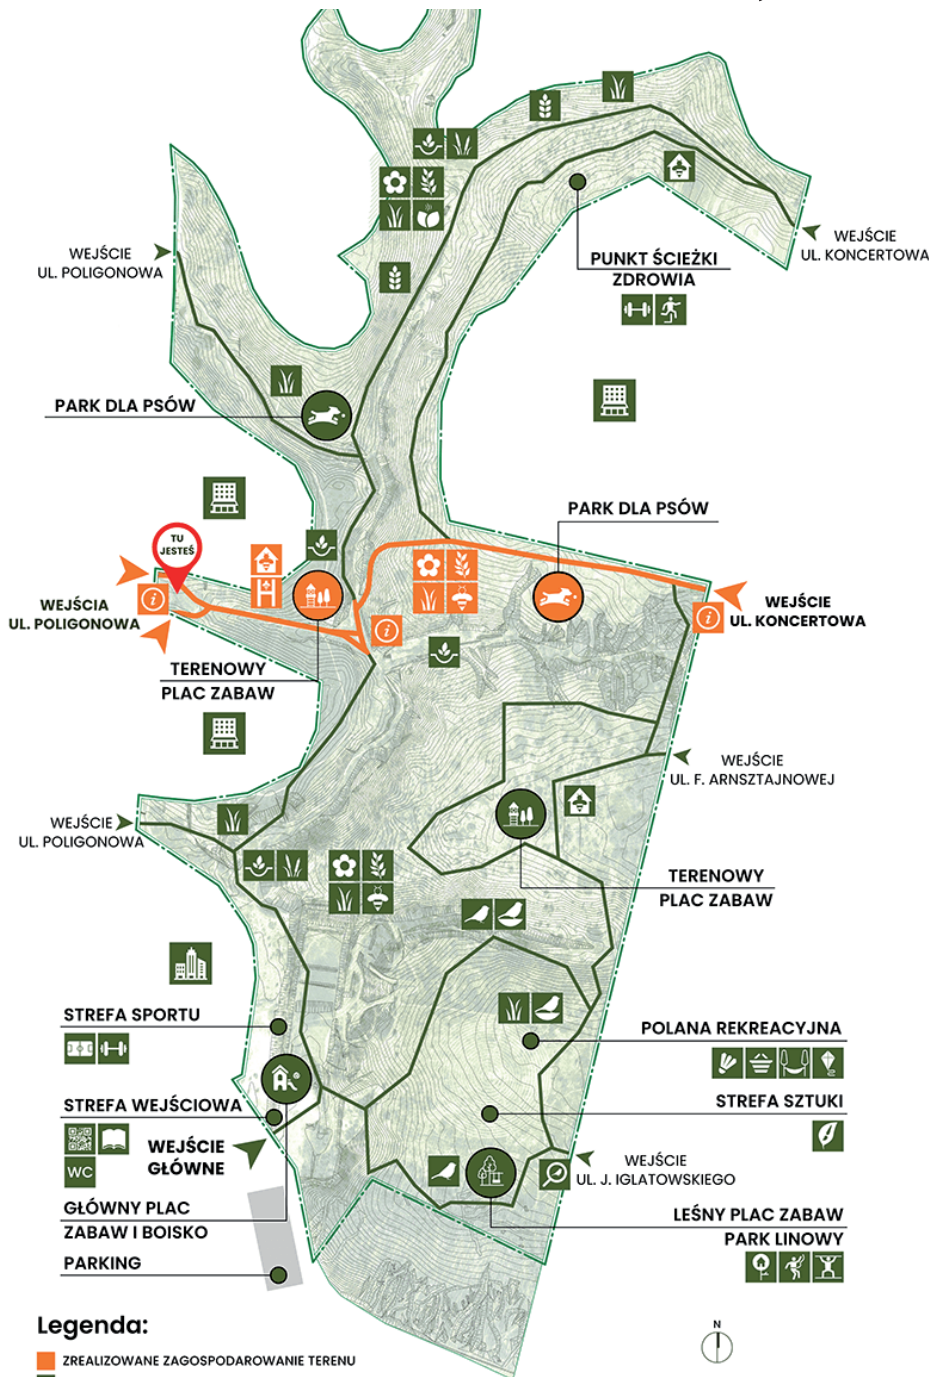 WEJŚCIE
UL. POLIGONOWA
WEJŚCIE
UL. KONCERTOWA
PUNKT ŚCIEŻKI
ZDROWIA
PARK DLA PSÓW
PARK DLA PSÓW
TU
JESTEŚ
WEJŚCIA
UL. POLIGONOWA
i
i
i
WEJŚCIE
UL. KONCERTOWA
TERENOWY
PLAC ZABAW
WEJŚCIE
UL. F. ARNSZTAJNOWEJ
WEJŚCIE
UL. POLIGONOWA
TERENOWY
PLAC ZABAW
STREFA SPORTU
POLANA REKREACYJNA
STREFA WEJŚCIOWA
STREFA SZTUKI
WC
WEJŚCIE
GŁÓWNE
WEJŚCIE
UL. J. IGLATOWSKIEGO
GŁÓWNY PLAC
ZABAW I BOISKO
LEŚNY PLAC ZABAW
PARK LINOWY
PARKING
Legenda:
N
ZREALIZOWANE ZAGOSPODAROWANIE TERENU